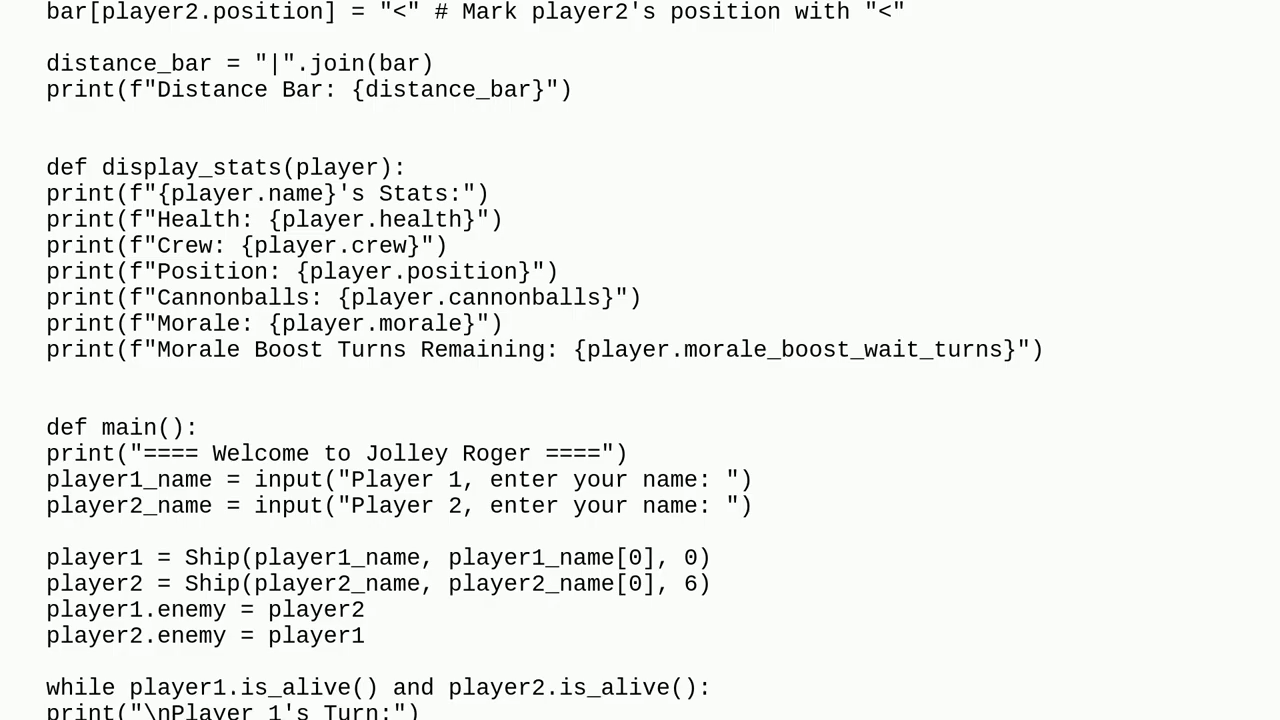 bar[player2.position] = "<" # Mark player2's position with "<"
distance_bar = "|".join(bar)
print(f"Distance Bar: {distance_bar}")
def display_stats(player):
print(f"{player.name}'s Stats:")
print(f"Health: {player.health}")
print(f"Crew: {player.crew}")
print(f"Position: {player.position}")
print(f"Cannonballs: {player.cannonballs}")
print(f"Morale: {player.morale}")
print(f"Morale Boost Turns Remaining: {player.morale_boost_wait_turns}")
def main():
print("==== Welcome to Jolley Roger ====")
player1_name = input("Player 1, enter your name: ")
player2_name = input("Player 2, enter your name: ")
player1 = Ship(player1_name, player1_name[0], 0)
player2 = Ship(player2_name, player2_name[0], 6)
player1.enemy = player2
player2.enemy = player1
while player1.is_alive() and player2.is_alive():
print("\nPlayer 1's Turn:")